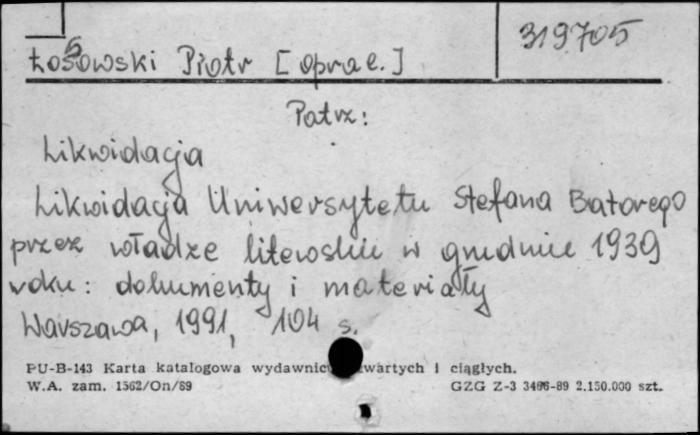 319705
Łossowski Piotr [oprac.]
Patrz:
Likwidacja
Likwidacja Uniwersytetu Stefana Batorego
przez władze litewskie w grudniu 1939
roku: dokumenty i materiały
Warszawa, 1991, 104 s.
PU-B-143 Karta katalogowa wydawnic zwartych i ciągłych.
W.A. zam. 1562/On/89 GZG Z-3 3466-89 2.150.000 szt.